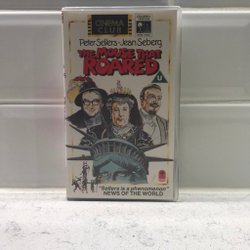 CINEMA
CLUB
Peter Sellers - Jean Seberg
THE MOUSE THAT
ROARED
U
"Sellers is a phenomenon"
NEWS OF THE WORLD